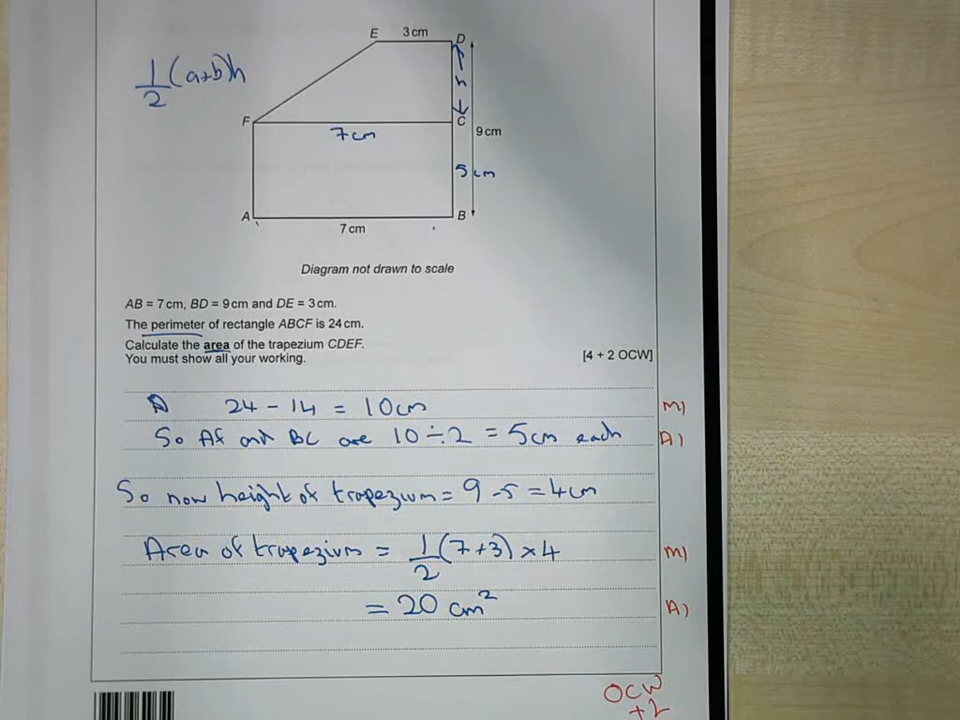 E 3 cm D
1/2 (a+b)h
h
F C
7cm
9 cm
5 cm
A B
7 cm
Diagram not drawn to scale
AB = 7 cm, BD = 9 cm and DE = 3 cm.
The perimeter of rectangle ABCF is 24 cm.
Calculate the area of the trapezium CDEF.
You must show all your working.
[4 + 2 OCW]
24 - 14 = 10cm M1
So AF and BC are 10 ÷ 2 = 5cm each A1
So now height of trapezium = 9 - 5 = 4cm
Area of trapezium = 1/2 (7+3) × 4 M1
= 20 cm² A1
OCW
+2